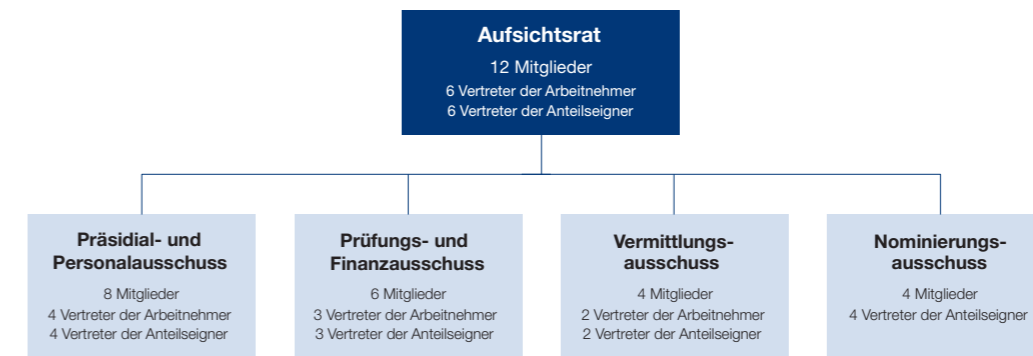 Aufsichtsrat
12 Mitglieder
6 Vertreter der Arbeitnehmer
6 Vertreter der Anteilseigner
Präsidial- und
Personalausschuss
8 Mitglieder
4 Vertreter der Arbeitnehmer
4 Vertreter der Anteilseigner
Prüfungs- und
Finanzausschuss
6 Mitglieder
3 Vertreter der Arbeitnehmer
3 Vertreter der Anteilseigner
Vermittlungs-
ausschuss
4 Mitglieder
2 Vertreter der Arbeitnehmer
2 Vertreter der Anteilseigner
Nominierungs-
ausschuss
4 Mitglieder
4 Vertreter der Anteilseigner